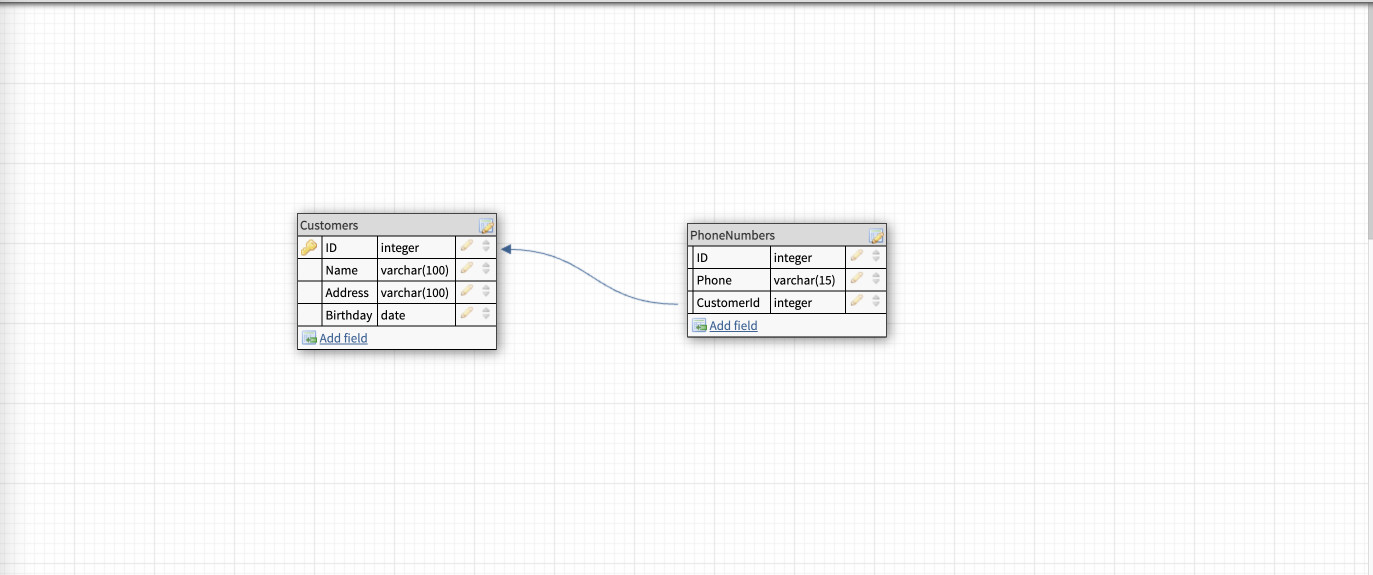 Customers
ID integer
Name varchar(100)
Address varchar(100)
Birthday date
Add field
PhoneNumbers
ID integer
Phone varchar(15)
CustomerId integer
Add field